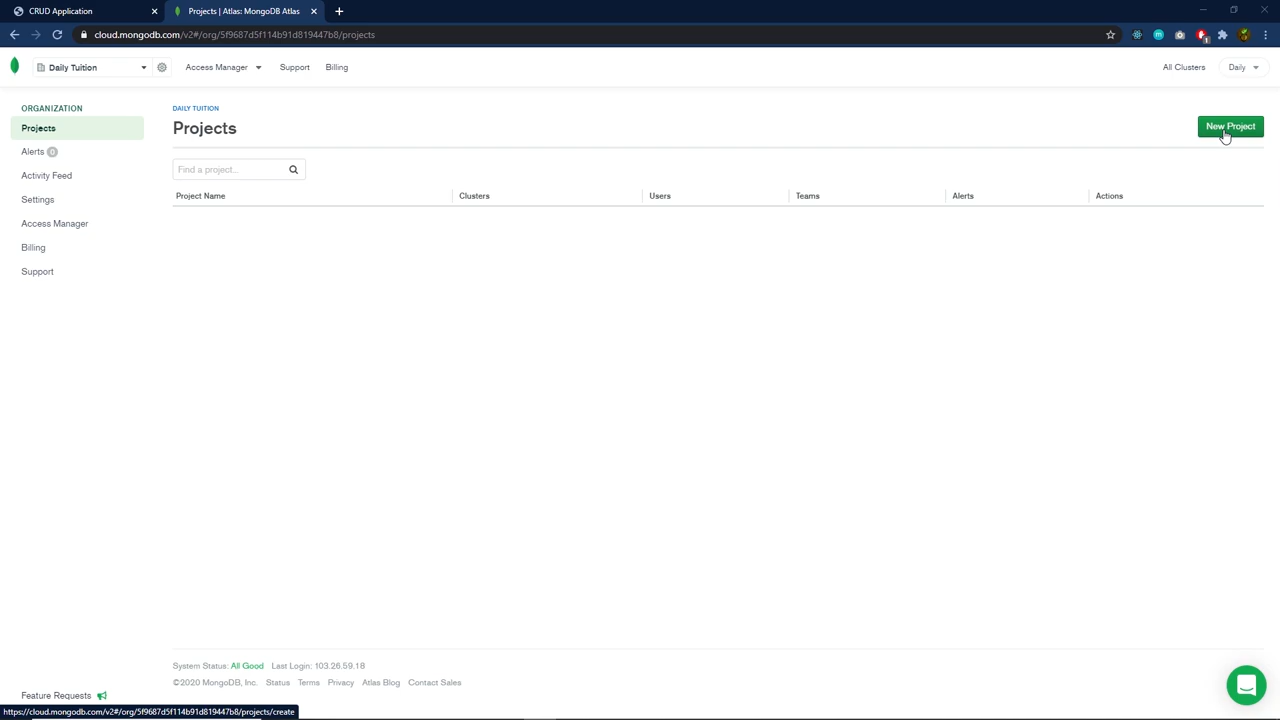 CRUD Application
Projects | Atlas: MongoDB Atlas
cloud.mongodb.com/v2#/org/5f9687d5f114b91d819447b8/projects
1
Daily Tuition
Access Manager
Support
Billing
All Clusters
Daily
ORGANIZATION
Projects
Alerts 0
Activity Feed
Settings
Access Manager
Billing
Support
DAILY TUITION
Projects
New Project
Find a project...
Project Name
Clusters
Users
Teams
Alerts
Actions
System Status: All Good Last Login: 103.26.59.18
©2020 MongoDB, Inc. Status Terms Privacy Atlas Blog Contact Sales
Feature Requests
https://cloud.mongodb.com/v2#/org/5f9687d5f114b91d819447b8/projects/create